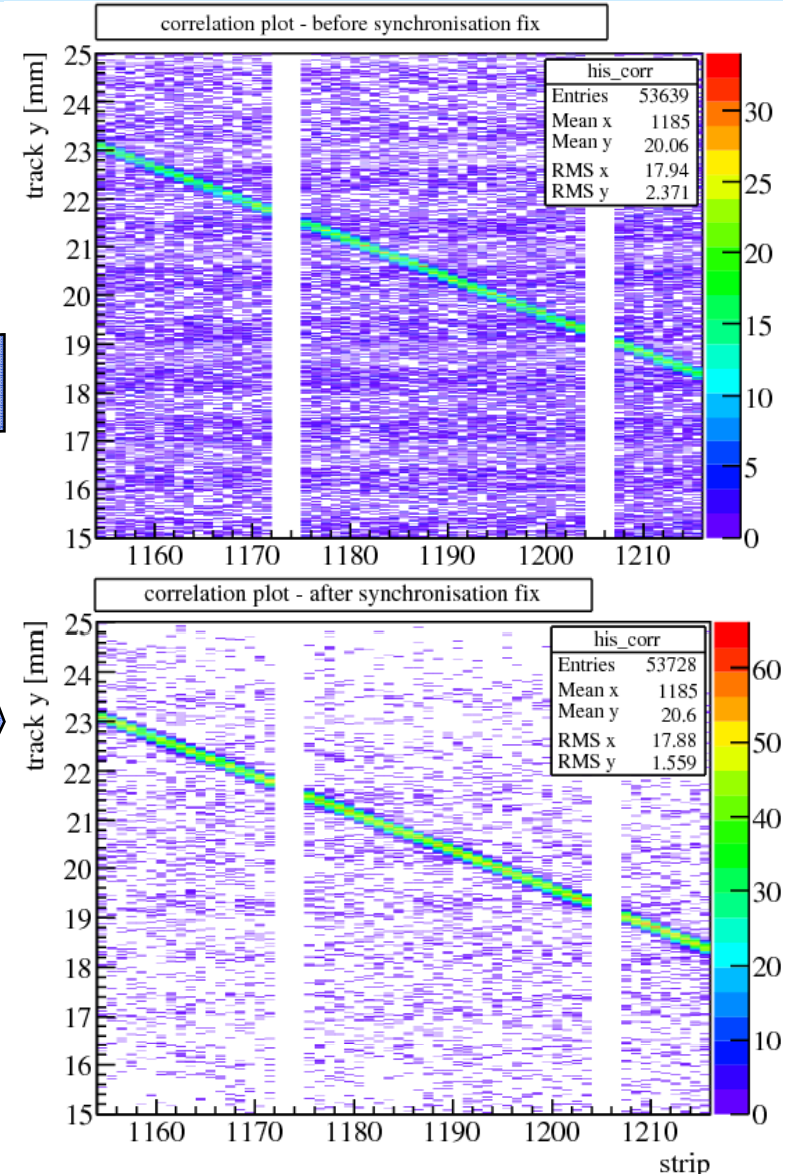 correlation plot - before synchronisation fix
track y [mm]
25
24
23
22
21
20
19
18
17
16
15
his_corr
Entries 53639
Mean x 1185
Mean y 20.06
RMS x 17.94
RMS y 2.371
30
25
20
15
10
5
0
1160 1170 1180 1190 1200 1210
correlation plot - after synchronisation fix
track y [mm]
25
24
23
22
21
20
19
18
17
16
15
his_corr
Entries 53728
Mean x 1185
Mean y 20.6
RMS x 17.88
RMS y 1.559
60
50
40
30
20
10
0
1160 1170 1180 1190 1200 1210
strip